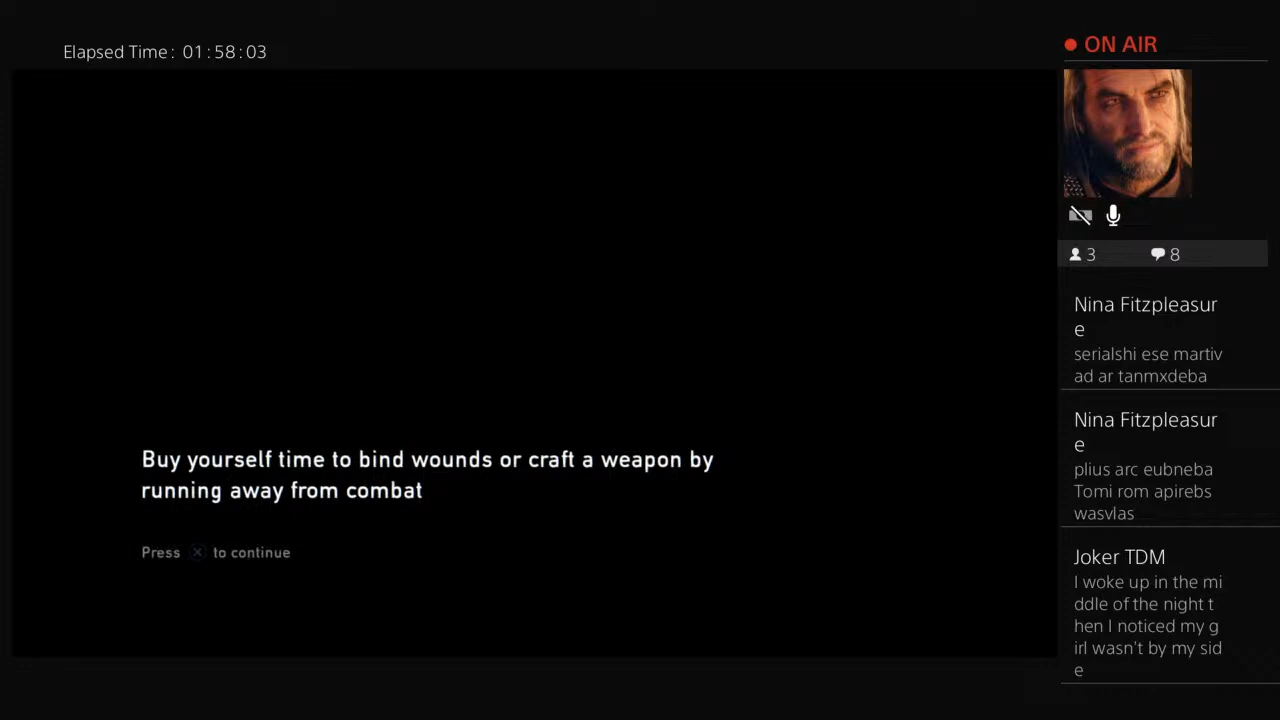 Elapsed Time: 01:58:03
ON AIR
3 8
Nina Fitzpleasur
e
serialshi ese martiv
ad ar tanmxdeba
Nina Fitzpleasur
e
plius arc eubneba
Tomi rom apirebs
wasvlas
Joker TDM
I woke up in the mi
ddle of the night t
hen I noticed my g
irl wasn't by my sid
e
Buy yourself time to bind wounds or craft a weapon by
running away from combat
Press X to continue